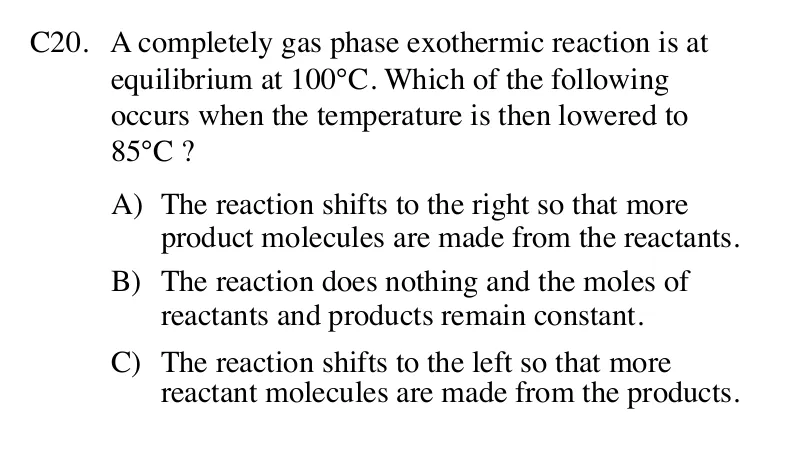 C20. A completely gas phase exothermic reaction is at
equilibrium at 100°C. Which of the following
occurs when the temperature is then lowered to
85°C ?
A) The reaction shifts to the right so that more
product molecules are made from the reactants.
B) The reaction does nothing and the moles of
reactants and products remain constant.
C) The reaction shifts to the left so that more
reactant molecules are made from the products.